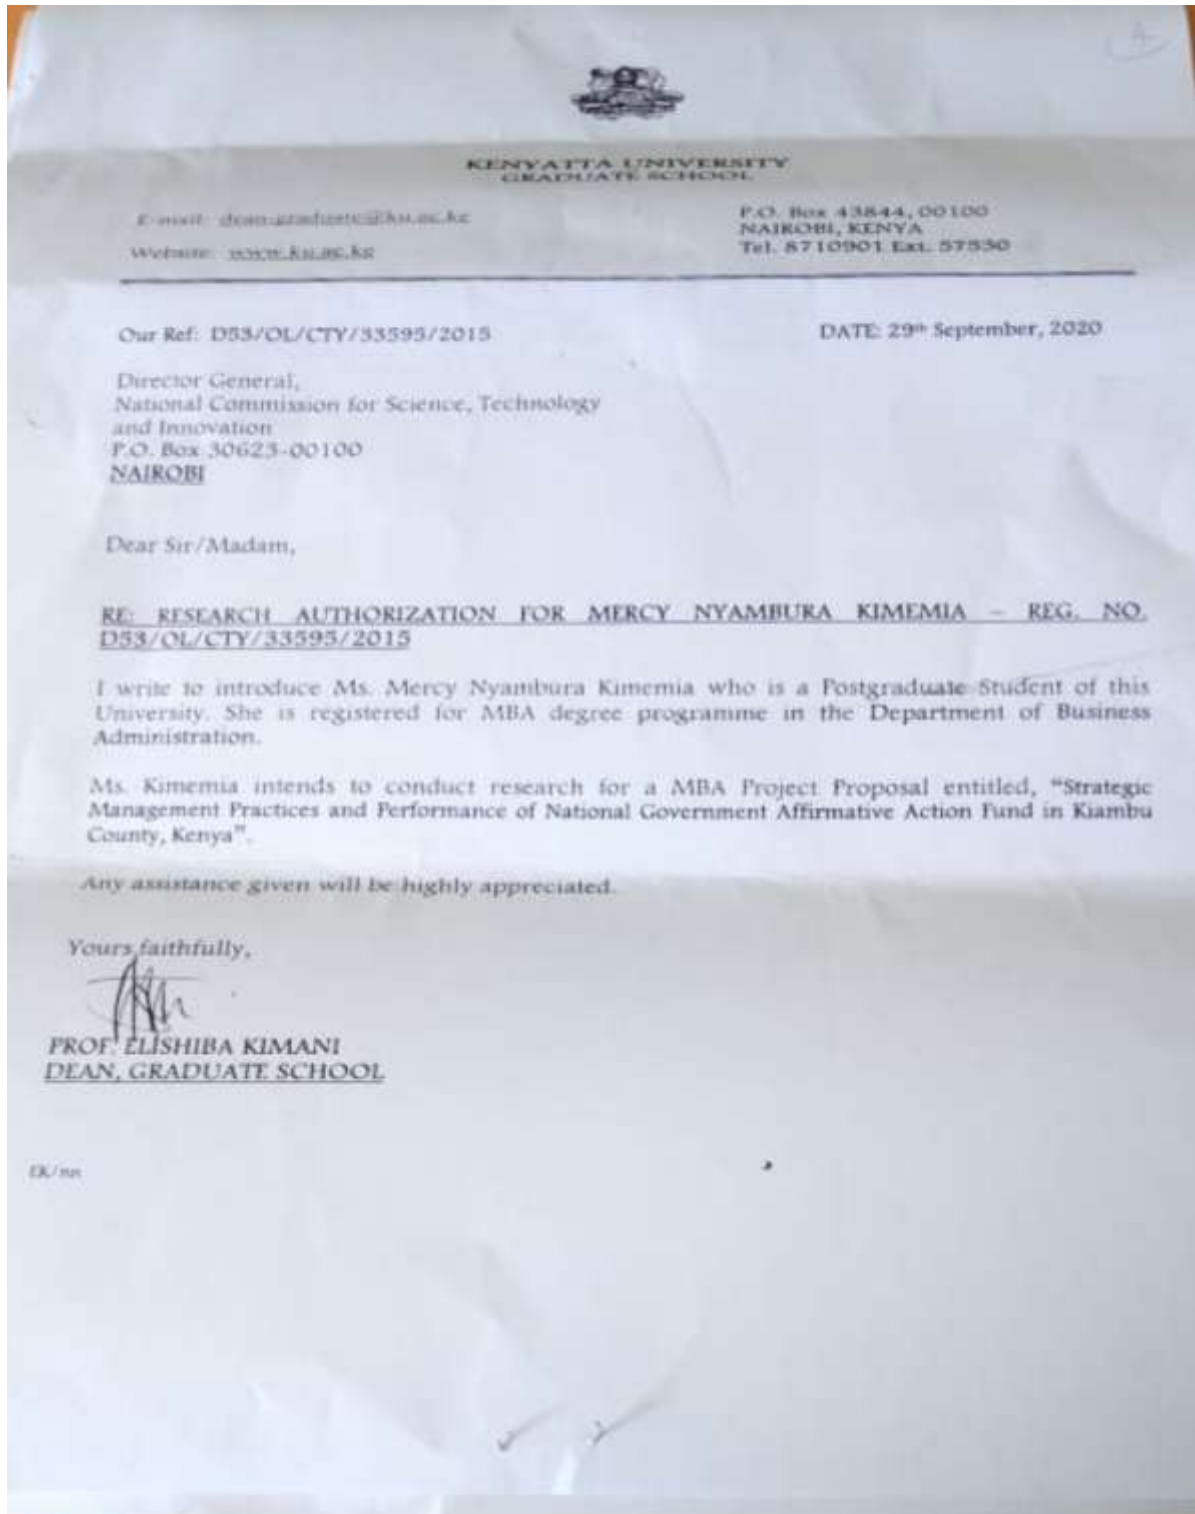 KENYATTA UNIVERSITY
GRADUATE SCHOOL
E-mail: dean-graduate@ku.ac.ke
P.O. Box 43844, 00100
NAIROBI, KENYA
Tel. 8710901 Ext. 57530
Website: www.ku.ac.ke
Our Ref: D53/OL/CTY/33595/2015
DATE: 29th September, 2020
Director General,
National Commission for Science, Technology
and Innovation
P.O. Box 30623-00100
NAIROBI
Dear Sir/Madam,
RE: RESEARCH AUTHORIZATION FOR MERCY NYAMBURA KIMEMIA – REG. NO.
D53/OL/CTY/33595/2015
I write to introduce Ms. Mercy Nyambura Kimemia who is a Postgraduate Student of this
University. She is registered for MBA degree programme in the Department of Business
Administration.
Ms. Kimemia intends to conduct research for a MBA Project Proposal entitled, "Strategic
Management Practices and Performance of National Government Affirmative Action Fund in Kiambu
County, Kenya".
Any assistance given will be highly appreciated.
Yours faithfully,
PROF. ELISHIBA KIMANI
DEAN, GRADUATE SCHOOL
EK/nn